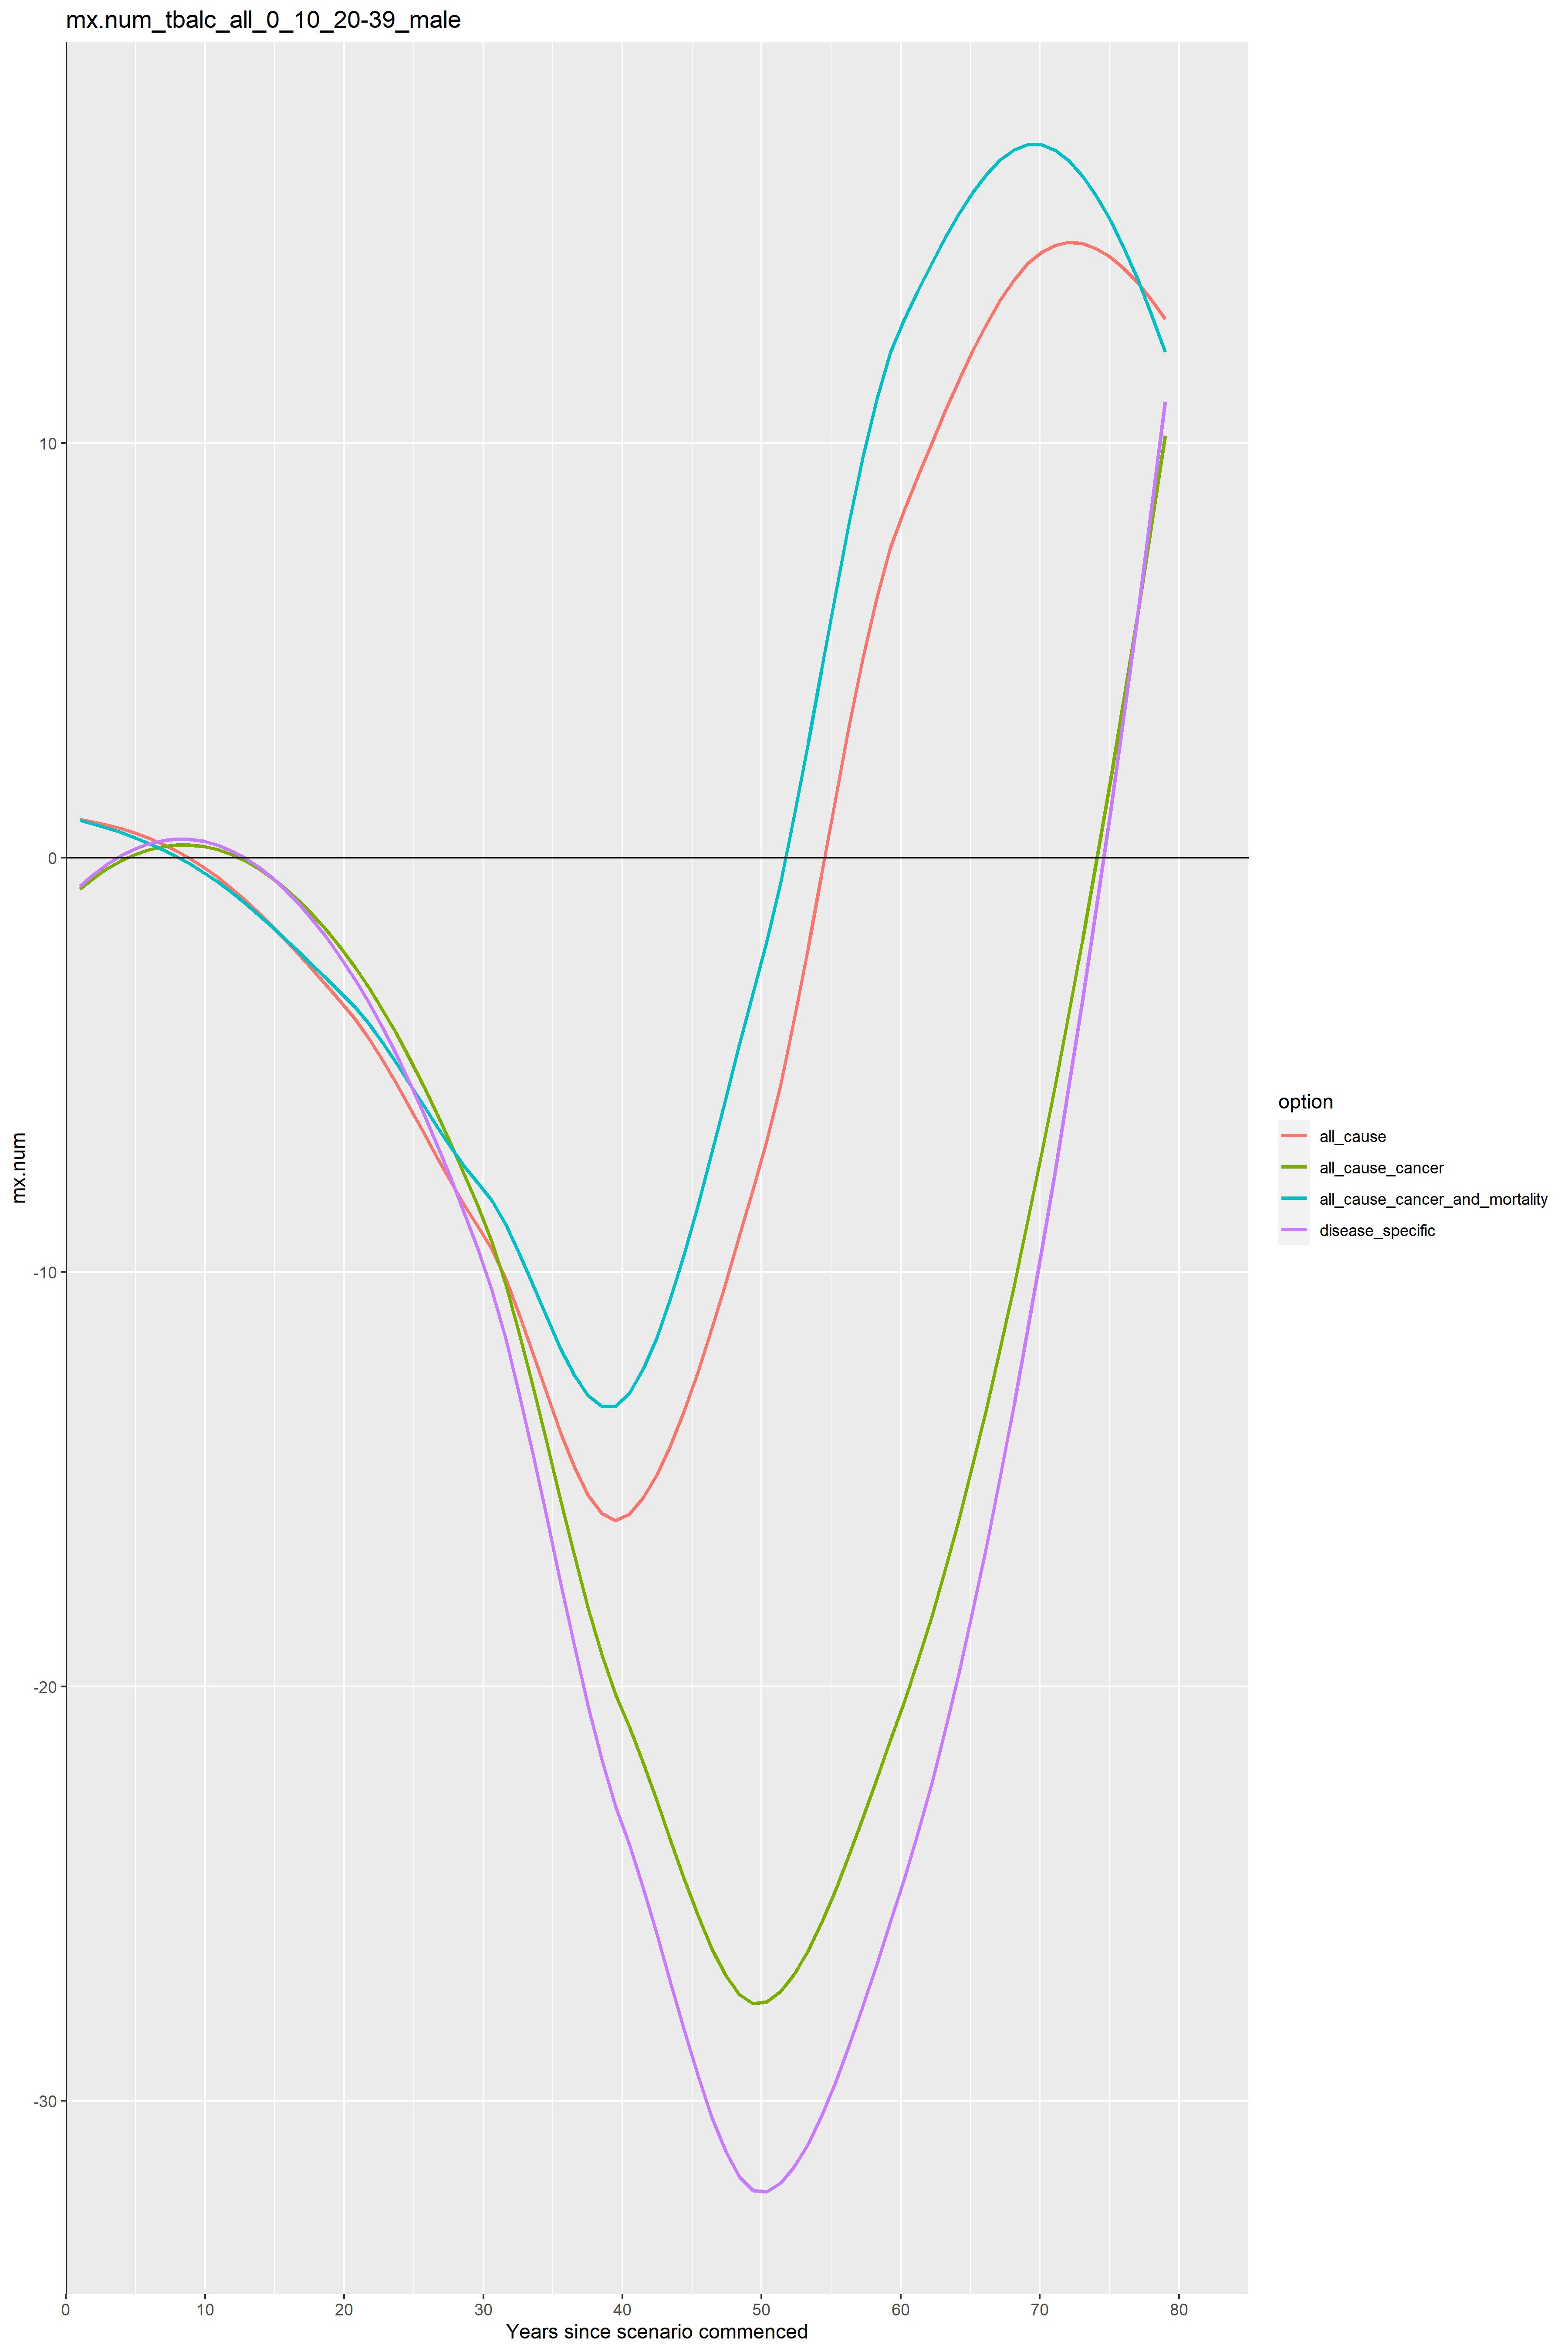 mx.num_tbalc_all_0_10_20-39_male
mx.num
10
0
-10
-20
-30
0 10 20 30 40 50 60 70 80
Years since scenario commenced
option
all_cause
all_cause_cancer
all_cause_cancer_and_mortality
disease_specific